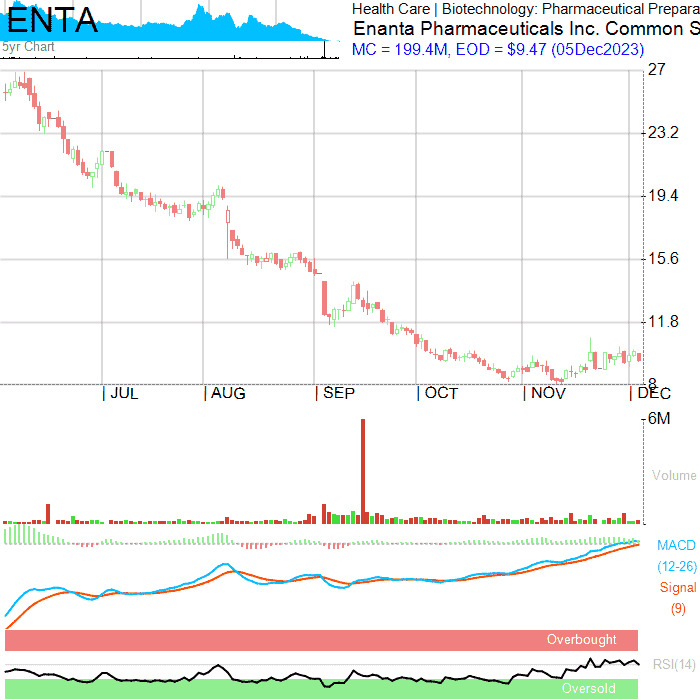 ENTA
5yr Chart
Health Care | Biotechnology: Pharmaceutical Prepara
Enanta Pharmaceuticals Inc. Common S
MC = 199.4M, EOD = $9.47 (05Dec2023)
27
23.2
19.4
15.6
11.8
8
| JUL | AUG | SEP | OCT | NOV | DEC
6M
Volume
MACD
(12-26)
Signal
(9)
Overbought
RSI(14)
Oversold